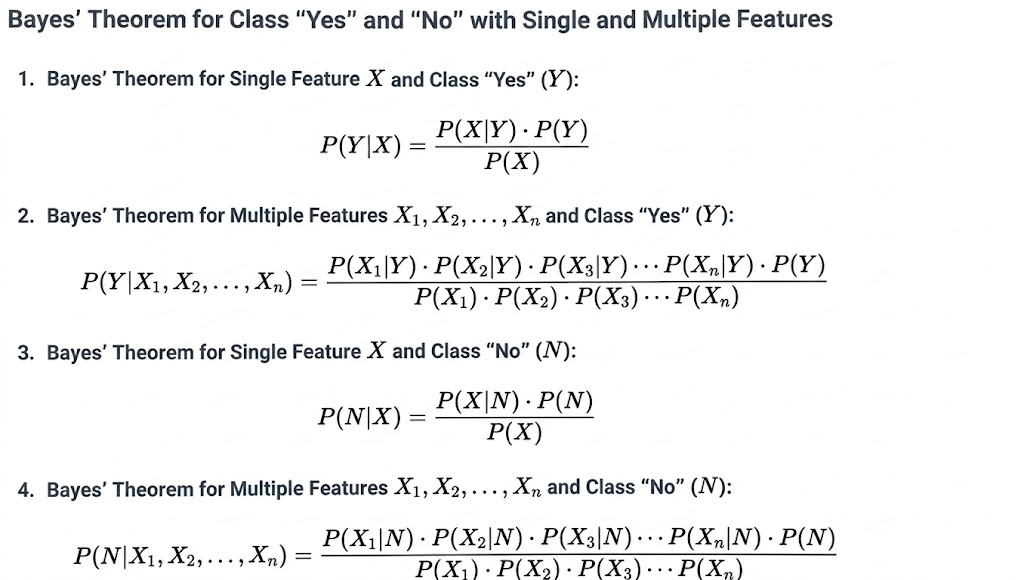 Bayes’ Theorem for Class “Yes” and “No” with Single and Multiple Features
1. Bayes’ Theorem for Single Feature X and Class “Yes” (Y):
P(Y|X) = P(X|Y) · P(Y) / P(X)
2. Bayes’ Theorem for Multiple Features X₁, X₂, . . . , Xₙ and Class “Yes” (Y):
P(Y|X₁, X₂, . . . , Xₙ) = P(X₁|Y) · P(X₂|Y) · P(X₃|Y) · · · P(Xₙ|Y) · P(Y) / P(X₁) · P(X₂) · P(X₃) · · · P(Xₙ)
3. Bayes’ Theorem for Single Feature X and Class “No” (N):
P(N|X) = P(X|N) · P(N) / P(X)
4. Bayes’ Theorem for Multiple Features X₁, X₂, . . . , Xₙ and Class “No” (N):
P(N|X₁, X₂, . . . , Xₙ) = P(X₁|N) · P(X₂|N) · P(X₃|N) · · · P(Xₙ|N) · P(N) / P(X₁) · P(X₂) · P(X₃) · · · P(Xₙ)